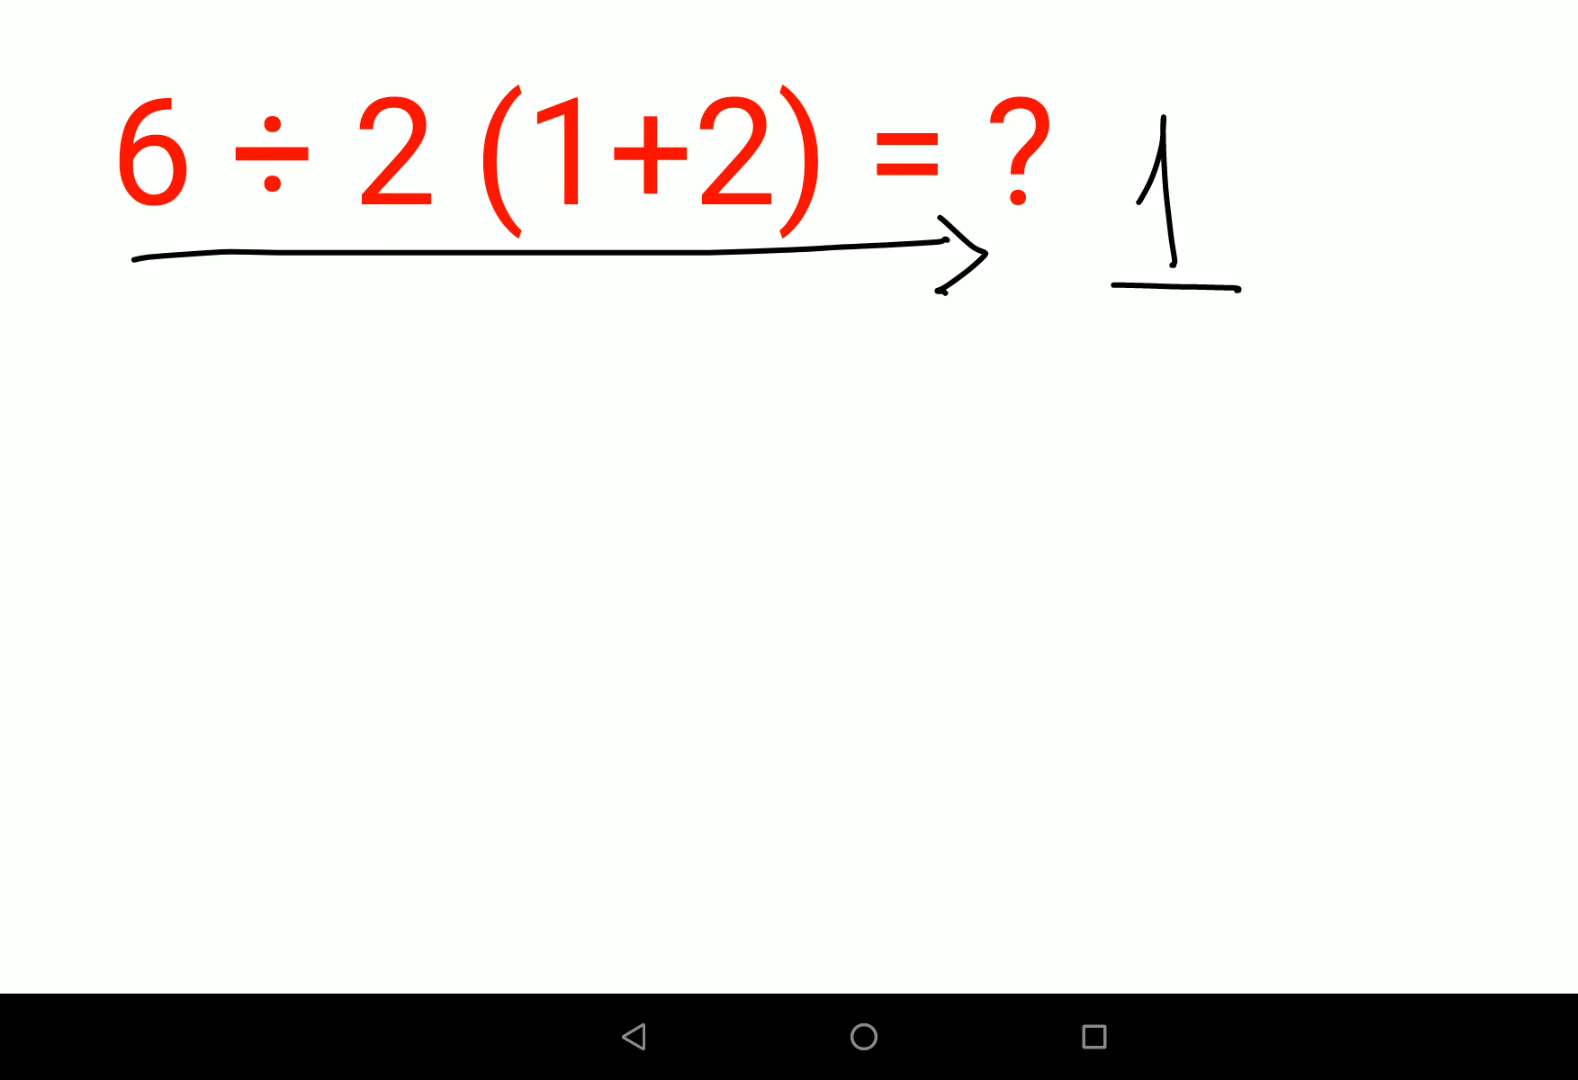 6 ÷ 2 (1+2) = ? 1